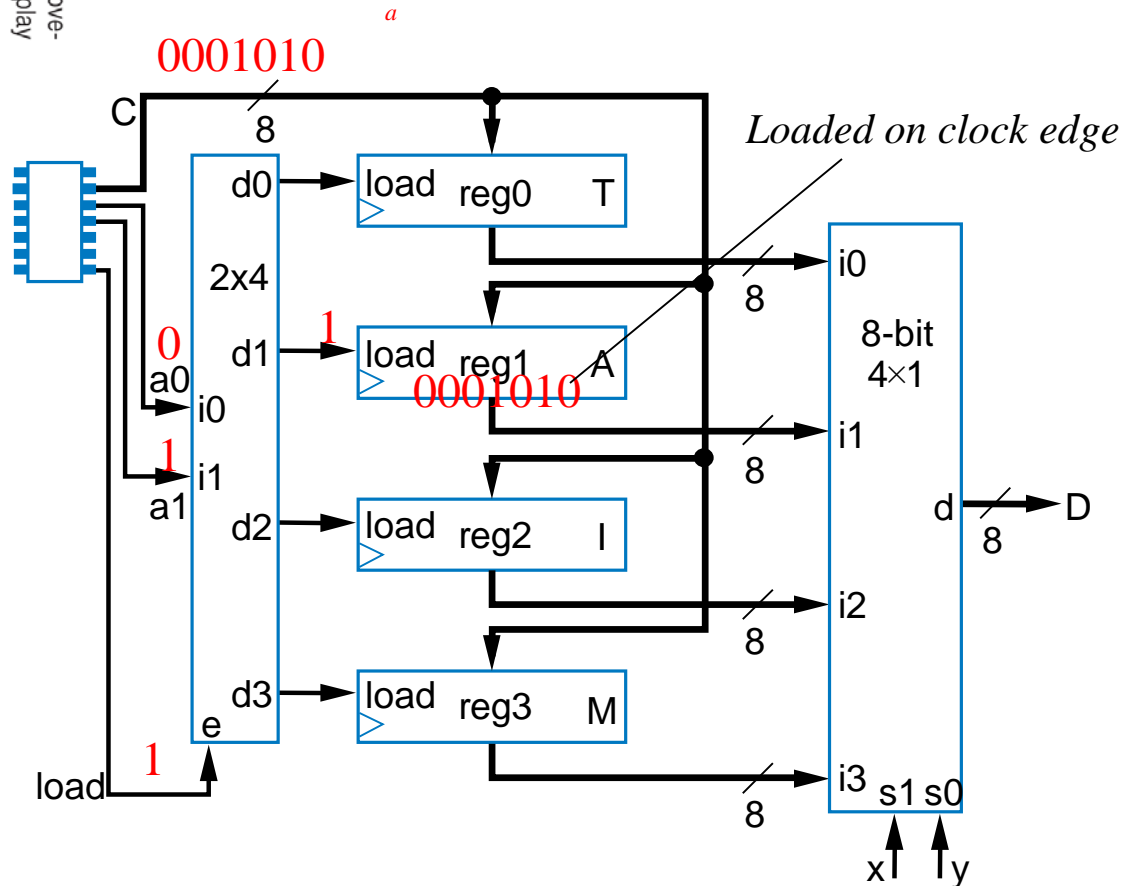 ove-
play
a
0001010
C
8
Loaded on clock edge
d0
load
reg0
T
2x4
i0
8
8-bit
4×1
0
a0
i0
d1
1
load
reg1
A
0001010
i1
8
1
i1
a1
d2
load
reg2
I
d
8
D
i2
8
d3
load
reg3
M
e
1
load
i3
8
s1 s0
x
y